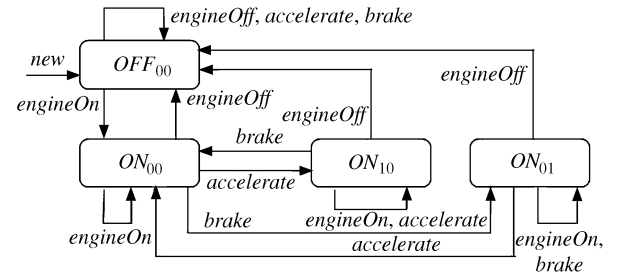 engineOff, accelerate, brake
new
OFF00
engineOff
engineOn
engineOff
engineOff
brake
ON00
ON10
ON01
accelerate
engineOn, accelerate
brake
engineOn
accelerate
engineOn,
brake